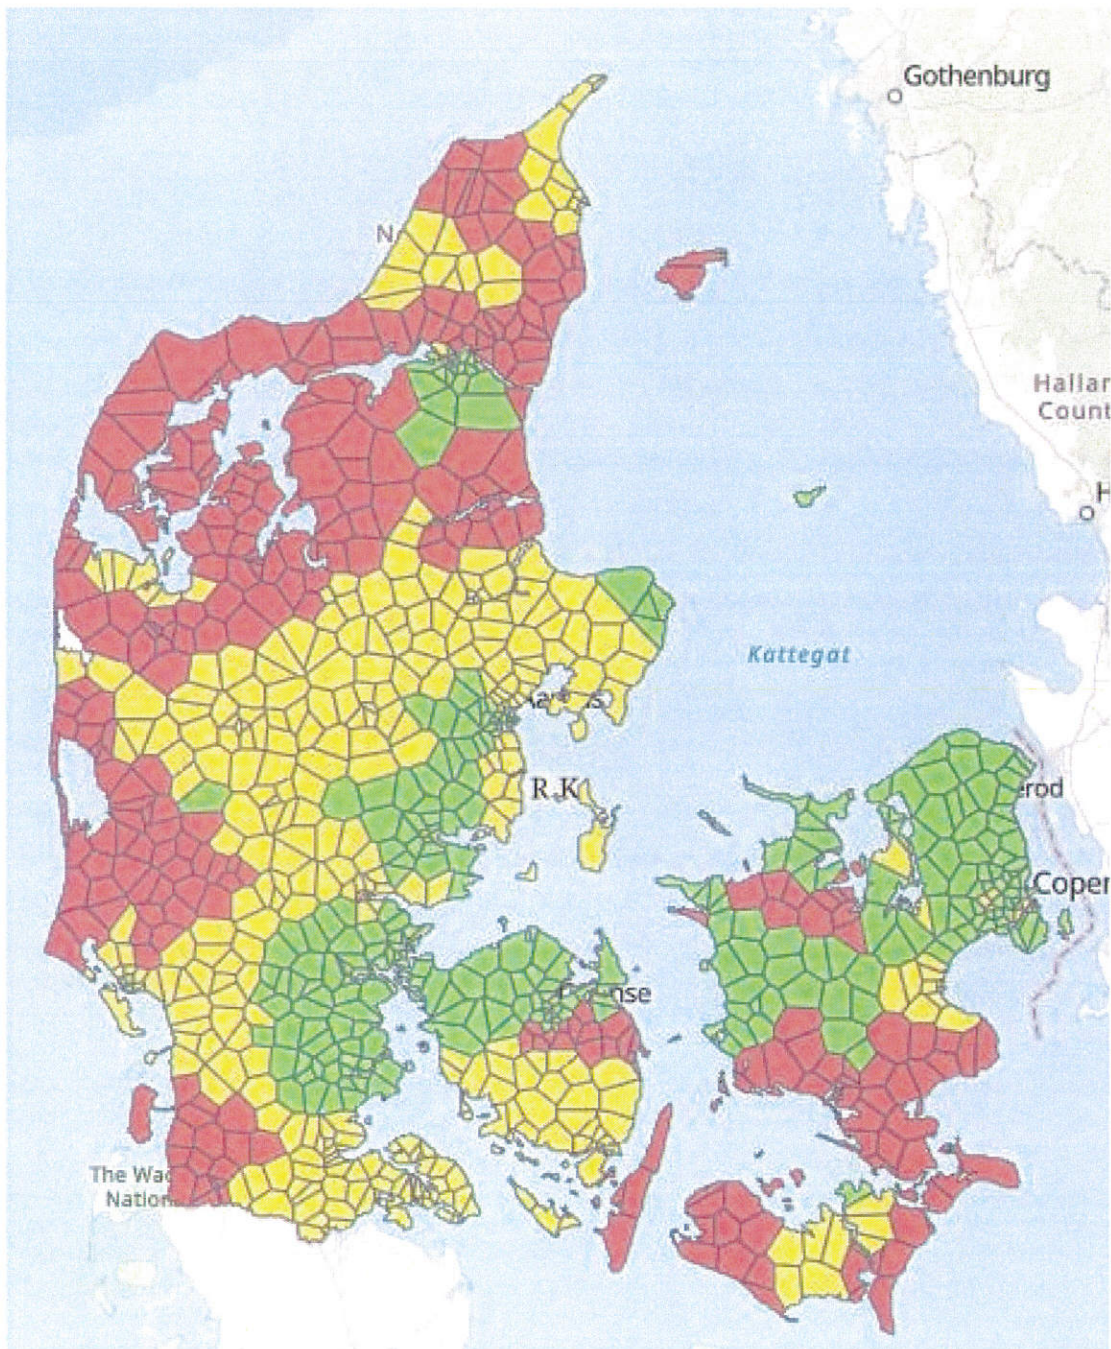 Gothenburg
N
Hallar
Count
H
Kattegat
R.K
erod
Coper
nse
The Wad
Nation